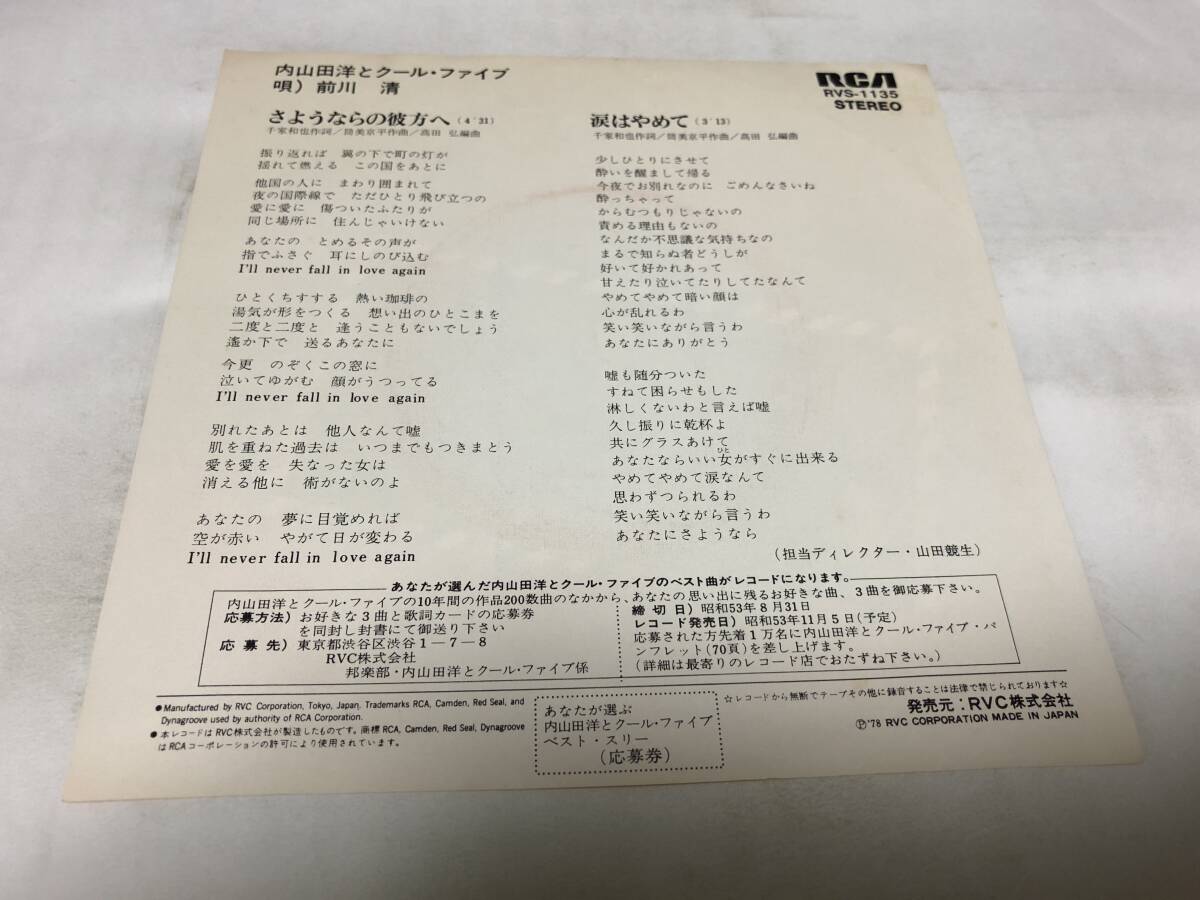 内山田洋とクール・ファイブ
唄）前川　清
RCA
RVS-1135
STEREO
さようならの彼方へ（4'31）
千家和也作詞／筒美京平作曲／高田　弘編曲
振り返れば　翼の下で町の灯が
揺れて燃える　この国をあとに
他国の人に　まわり囲まれて
夜の国際線で　ただひとり飛び立つの
愛に愛に　傷ついたふたりが
同じ場所に　住んじゃいけない
あなたの　とめるその声が
指でふさぐ　耳にしのび込む
I'll never fall in love again
ひとくちすする　熱い珈琲の
湯気が形をつくる　想い出のひとこまを
二度と二度と　逢うこともないでしょう
遙か下で　送るあなたに
今更　のぞくこの窓に
泣いてゆがむ　顔がうつってる
I'll never fall in love again
別れたあとは　他人なんて嘘
肌を重ねた過去は　いつまでもつきまとう
愛を愛を　失なった女は
消える他に　術がないのよ
あなたの　夢に目覚めれば
空が赤い　やがて日が変わる
I'll never fall in love again
涙はやめて（3'13）
千家和也作詞／筒美京平作曲／高田　弘編曲
少しひとりにさせて
酔いを醒まして帰る
今夜でお別れなのに　ごめんなさいね
酔っちゃって
からむつもりじゃないの
責める理由もないの
なんだか不思議な気持ちなの
まるで知らぬ者どうしが
好いて好かれあって
甘えたり泣いてたりしてたなんて
やめてやめて暗い顔は
心が乱れるわ
笑い笑いながら言うわ
あなたにありがとう
嘘も随分ついた
すねて困らせもした
淋しくないわと言えば嘘
久し振りに乾杯よ
共にグラスあけて
ひと
あなたならいい女がすぐに出来る
やめてやめて涙なんて
思わずつられるわ
笑い笑いながら言うわ
あなたにさようなら
（担当ディレクター・山田競生）
あなたが選んだ内山田洋とクール・ファイブのベスト曲がレコードになります。
内山田洋とクール・ファイブの10年間の作品200数曲のなかから、あなたの思い出に残るお好きな曲、3曲を御応募下さい。
応募方法）お好きな3曲と歌詞カードの応募券
を同封し封書にて御送り下さい
応　募　先）東京都渋谷区渋谷1－7－8
RVC株式会社
邦楽部・内山田洋とクール・ファイブ係
締　切　日）昭和53年8月31日
レコード発売日）昭和53年11月5日（予定）
応募された方先着1万名に内山田洋とクール・ファイブ・パ
ンフレット（70頁）を差し上げます。
（詳細は最寄りのレコード店でおたずね下さい。）
●Manufactured by RVC Corporation, Tokyo, Japan. Trademarks RCA, Camden, Red Seal, and
Dynagroove used by authority of RCA Corporation.
●本レコードはRVC株式会社が製造したものです。商標RCA, Camden, Red Seal, Dynagroove
はRCAコーポレーションの許可により使用されています。
あなたが選ぶ
内山田洋とクール・ファイブ
ベスト・スリー
（応募券）
☆レコードから無断でテープその他に録音することは法律で禁じられております☆
発売元：RVC株式会社
Ⓟ'78 RVC CORPORATION MADE IN JAPAN